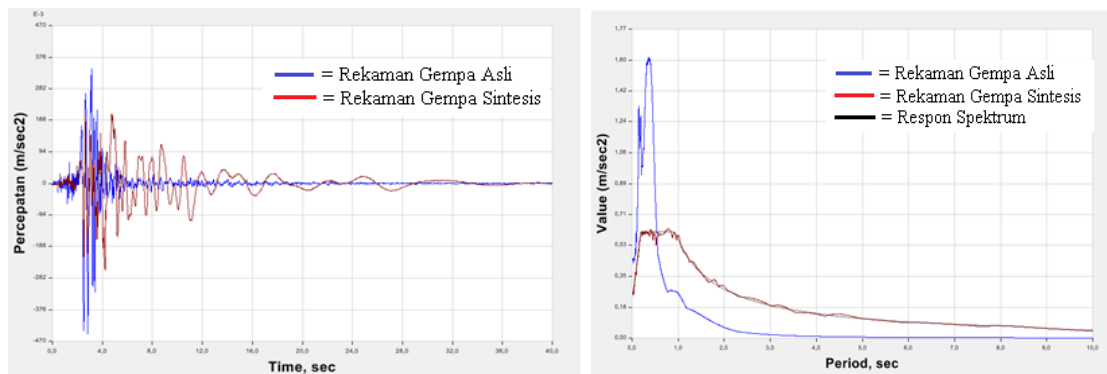 E-3
470
376
282
188
94
0
-94
-188
-282
-376
-470
Percepatan (m/sec2)
0,0 4,0 8,0 12,0 16,0 20,0 24,0 28,0 32,0 36,0 40,0
Time, sec
= Rekaman Gempa Asli
= Rekaman Gempa Sintesis
1,77
1,59
1,42
1,24
1,06
0,89
0,71
0,53
0,35
0,18
0,00
Value (m/sec2)
0,0 1,0 2,0 3,0 4,0 5,0 6,0 7,0 8,0 9,0 10,0
Period, sec
= Rekaman Gempa Asli
= Rekaman Gempa Sintesis
= Respon Spektrum